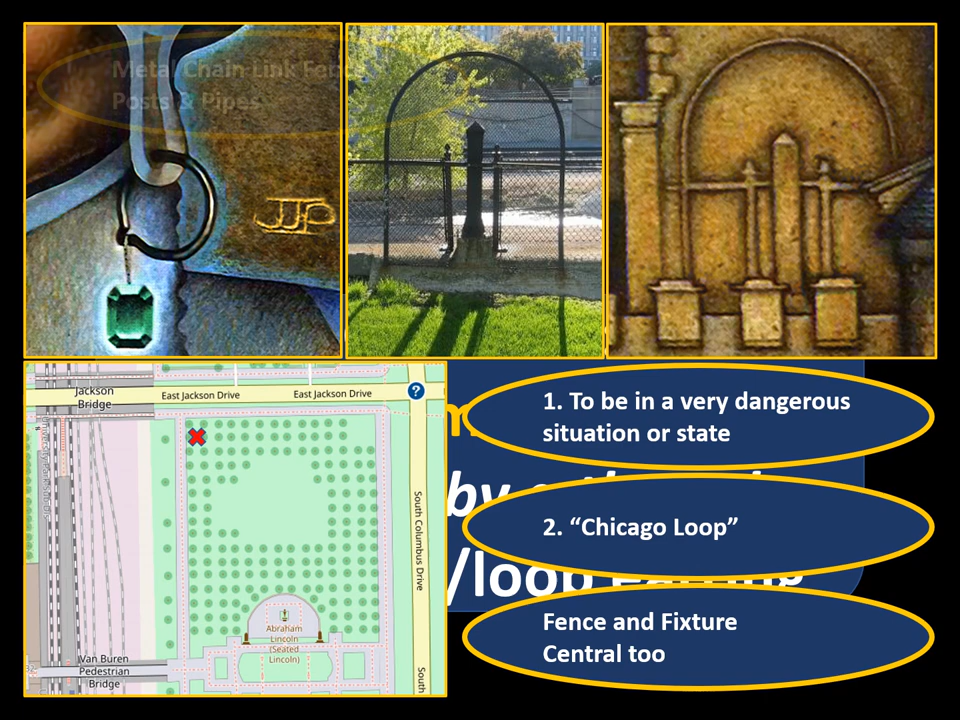 Metal Chain Link Fence
Posts & Pipes
JJP
Jackson
Bridge
East Jackson Drive
East Jackson Drive
?
South Columbus Drive
South
Abraham
Lincoln
(Seated
Lincoln)
Van Buren
Pedestrian
Bridge
1. To be in a very dangerous
situation or state
by a
2. “Chicago Loop”
/loop
Fence and Fixture
Central too